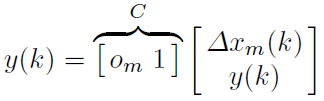 C
y(k) = [ o_m 1 ] [ Δx_m(k)
y(k) ]